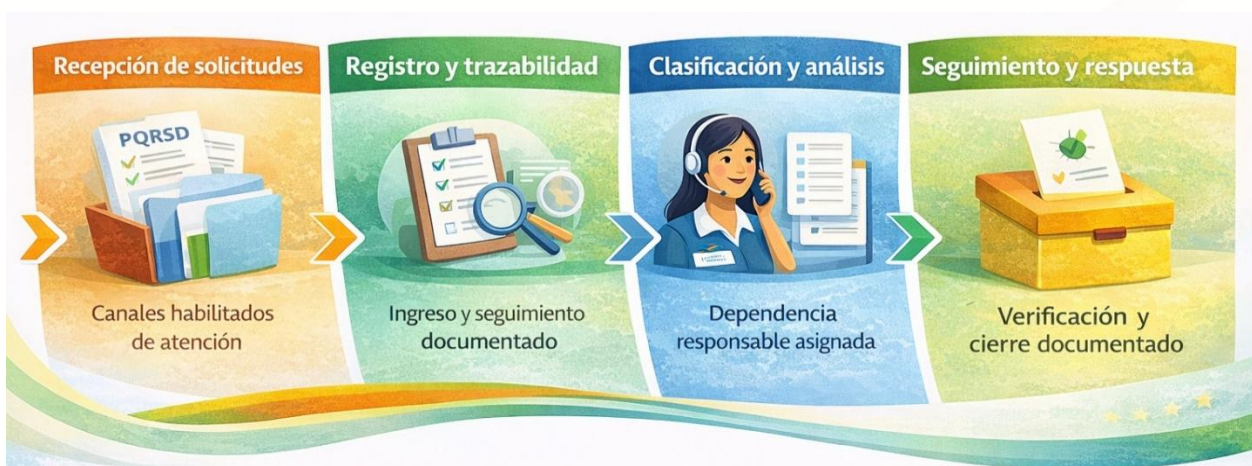 Recepción de solicitudes
PQRSD
Canales habilitados
de atención
Registro y trazabilidad
Ingreso y seguimiento
documentado
Clasificación y análisis
Dependencia
responsable asignada
Seguimiento y respuesta
Verificación y
cierre documentado